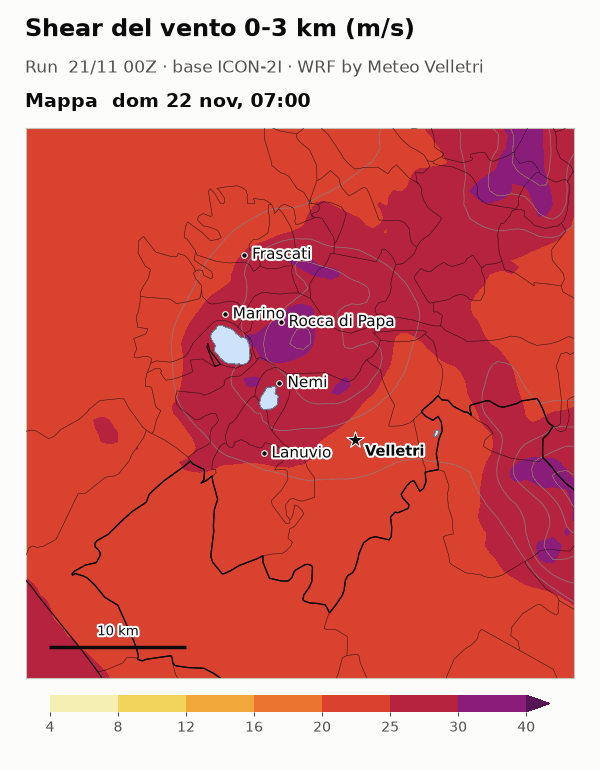 Shear del vento 0-3 km (m/s)
Run  21/11 00Z · base ICON-2I · WRF by Meteo Velletri
Mappa  dom 22 nov, 07:00
Frascati
Marino
Rocca di Papa
Nemi
Velletri
Lanuvio
10 km
4 8 12 16 20 25 30 40